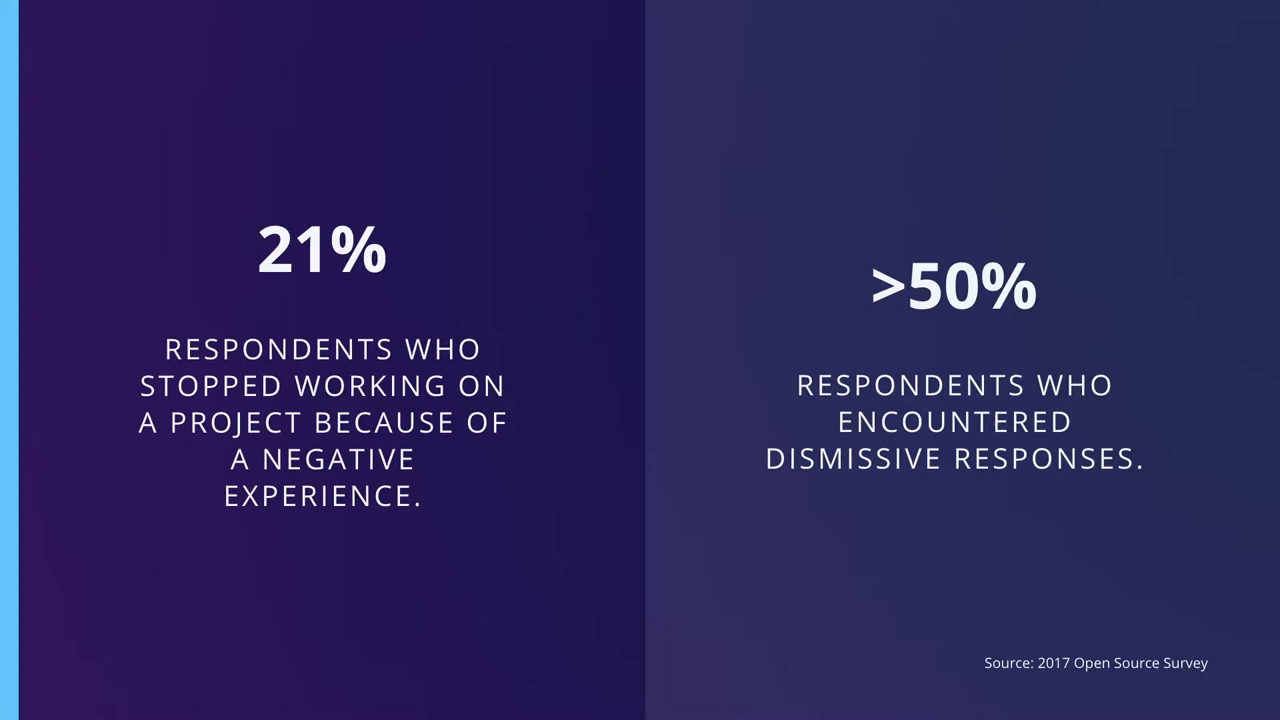 21%
RESPONDENTS WHO
STOPPED WORKING ON
A PROJECT BECAUSE OF
A NEGATIVE
EXPERIENCE.
>50%
RESPONDENTS WHO
ENCOUNTERED
DISMISSIVE RESPONSES.
Source: 2017 Open Source Survey